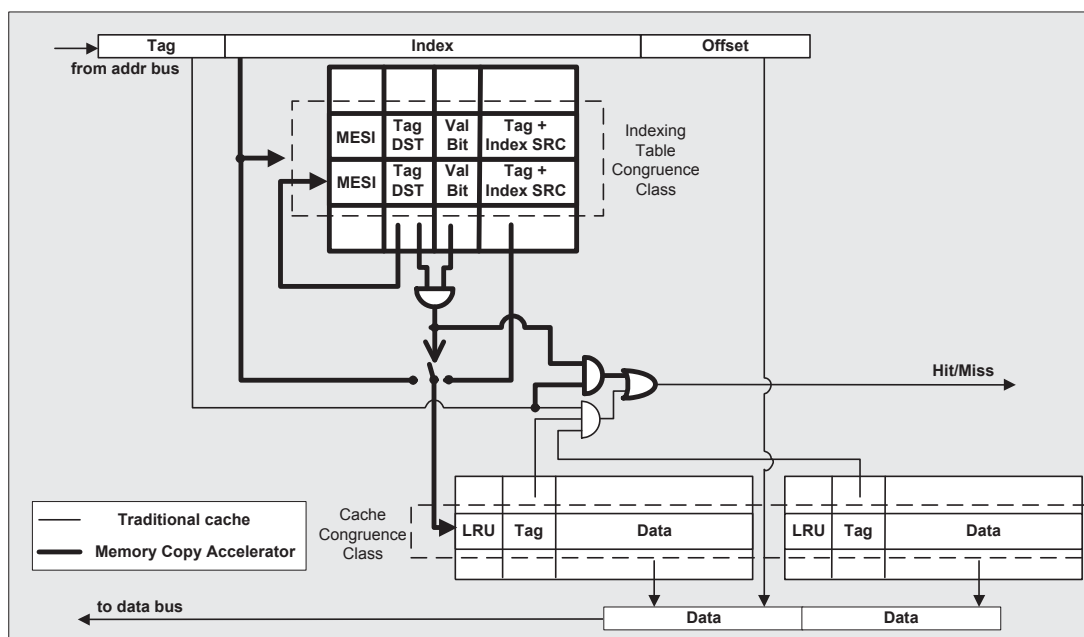 Tag
Index
Offset
from addr bus
MESI
Tag
DST
Val
Bit
Tag +
Index SRC
MESI
Tag
DST
Val
Bit
Tag +
Index SRC
Indexing
Table
Congruence
Class
Hit/Miss
Traditional cache
Memory Copy Accelerator
Cache
Congruence
Class
LRU
Tag
Data
LRU
Tag
Data
to data bus
Data
Data